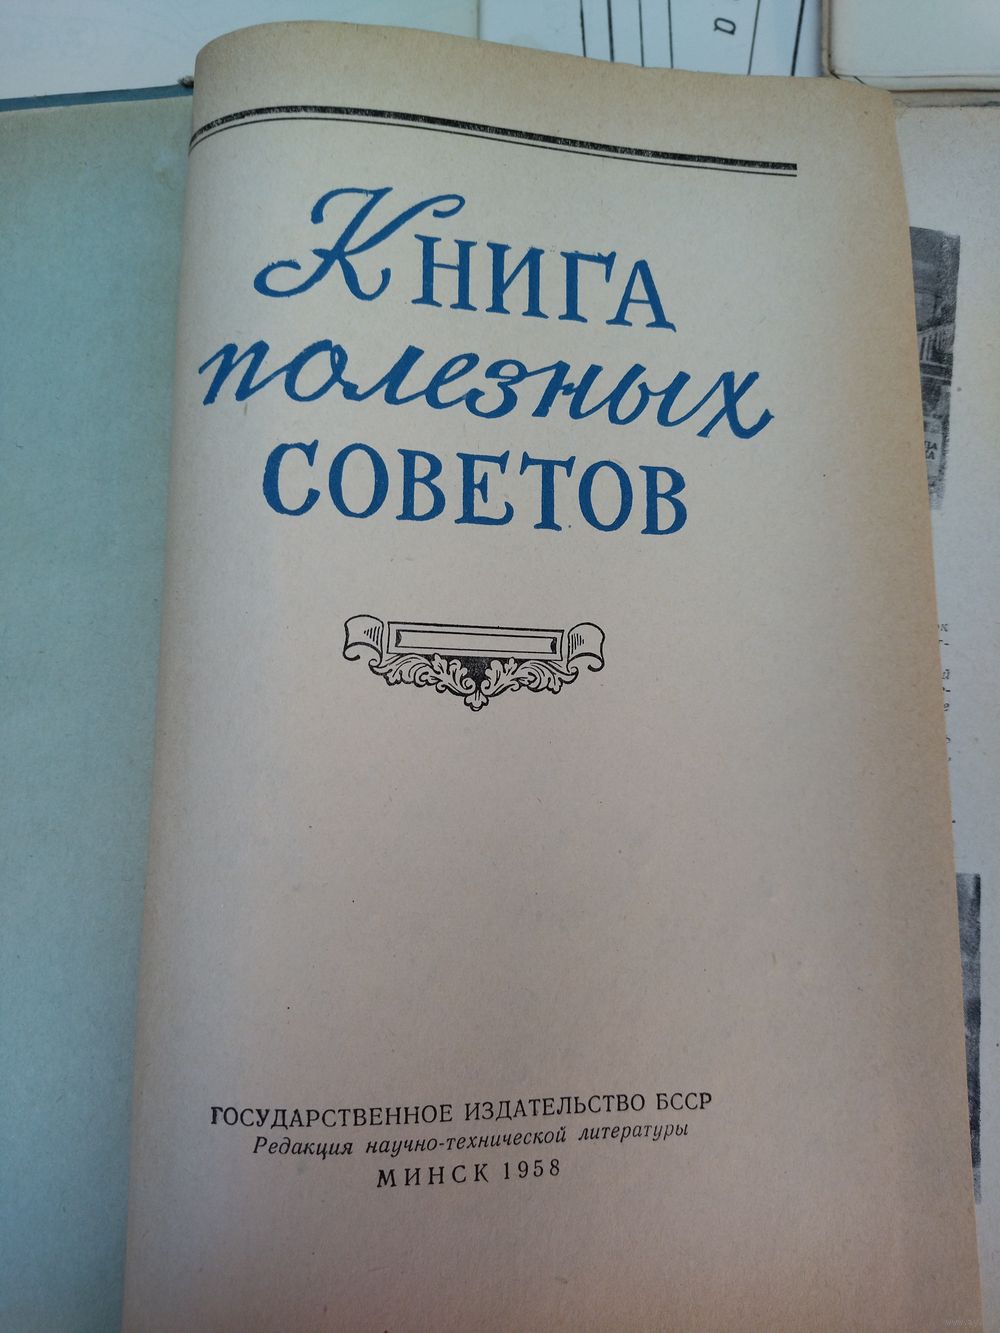 Книга
полезных
СОВЕТОВ
ГОСУДАРСТВЕННОЕ ИЗДАТЕЛЬСТВО БССР
Редакция научно-технической литературы
МИНСК 1958